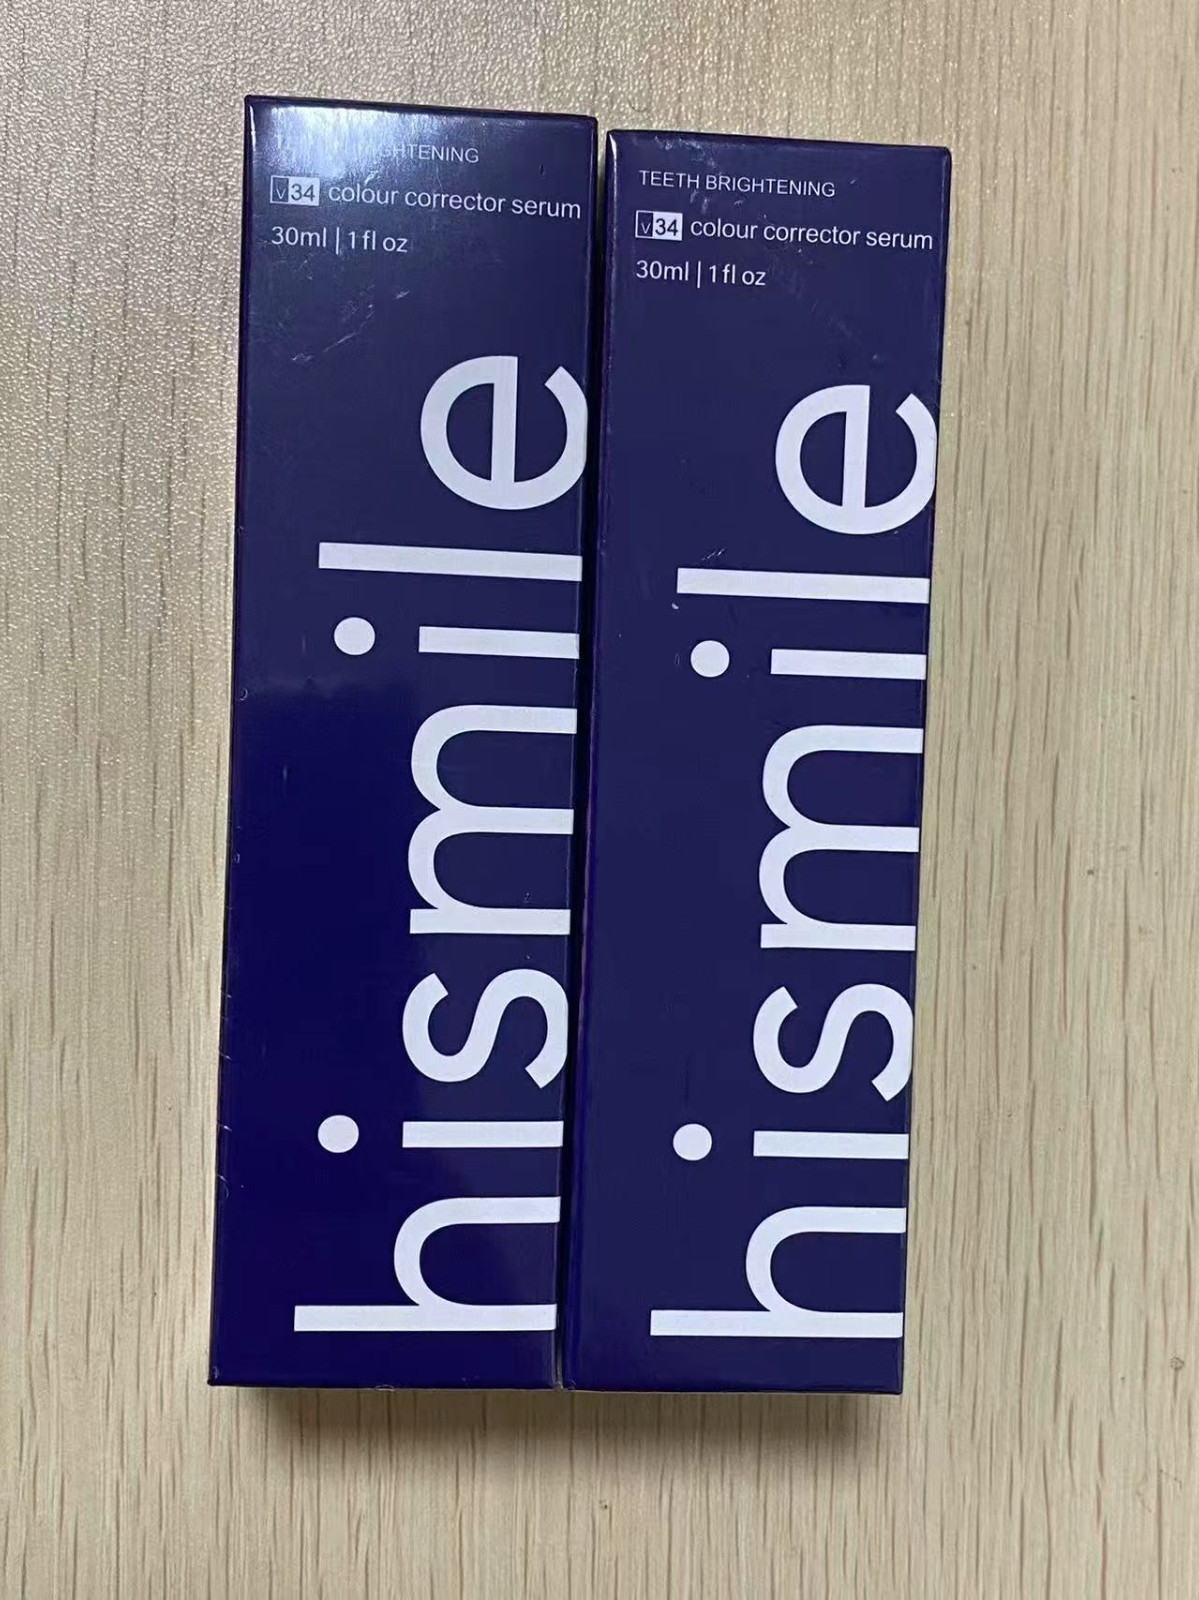 HTENING
v34 colour corrector serum
30ml | 1 fl oz
hismile
TEETH BRIGHTENING
v34 colour corrector serum
30ml | 1 fl oz
hismile